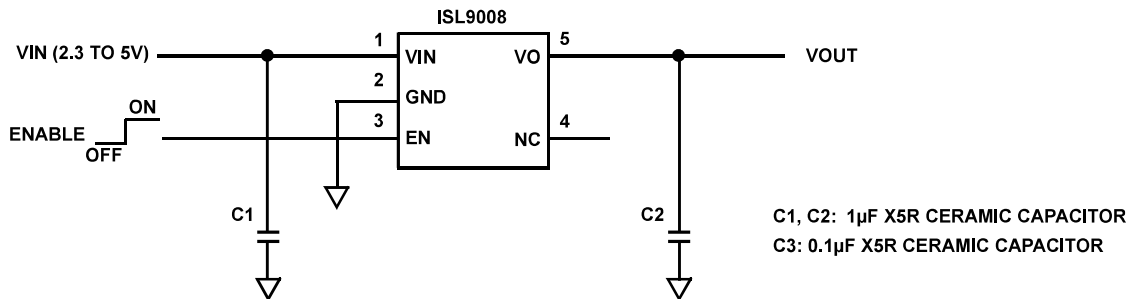 ISL9008
VIN (2.3 TO 5V)
1
VIN
VO
5
VOUT
2
GND
ON
ENABLE
OFF
3
EN
NC
4
C1
C2
C1, C2: 1µF X5R CERAMIC CAPACITOR
C3: 0.1µF X5R CERAMIC CAPACITOR